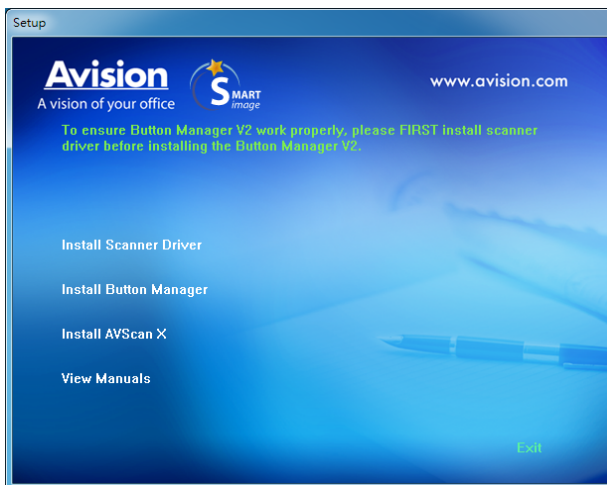 Setup
Avision
A vision of your office
SMART
image
www.avision.com
To ensure Button Manager V2 work properly, please FIRST install scanner
driver before installing the Button Manager V2.
Install Scanner Driver
Install Button Manager
Install AVScan X
View Manuals
Exit